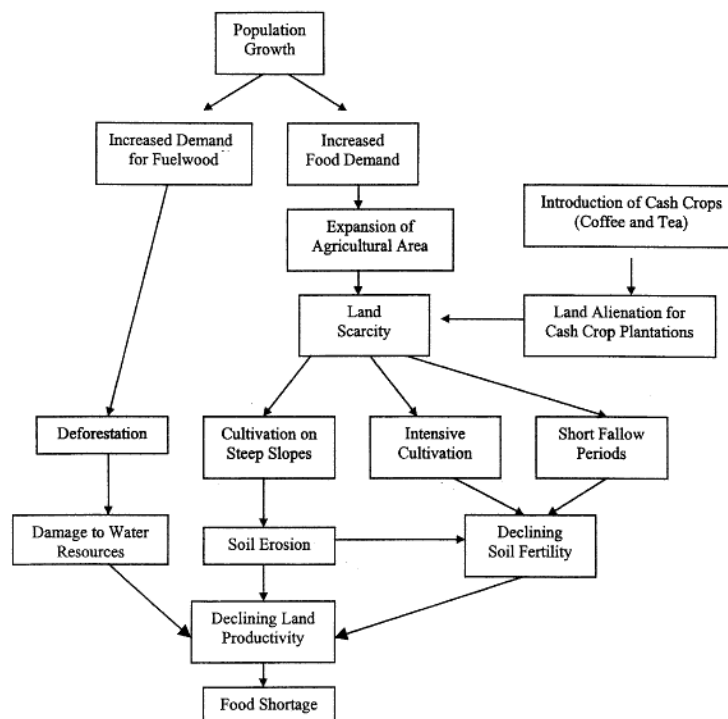 Population
Growth
Increased Demand
for Fuelwood
Increased
Food Demand
Introduction of Cash Crops
(Coffee and Tea)
Expansion of
Agricultural Area
Land
Scarcity
Land Alienation for
Cash Crop Plantations
Deforestation
Cultivation on
Steep Slopes
Intensive
Cultivation
Short Fallow
Periods
Damage to Water
Resources
Soil Erosion
Declining
Soil Fertility
Declining Land
Productivity
Food Shortage